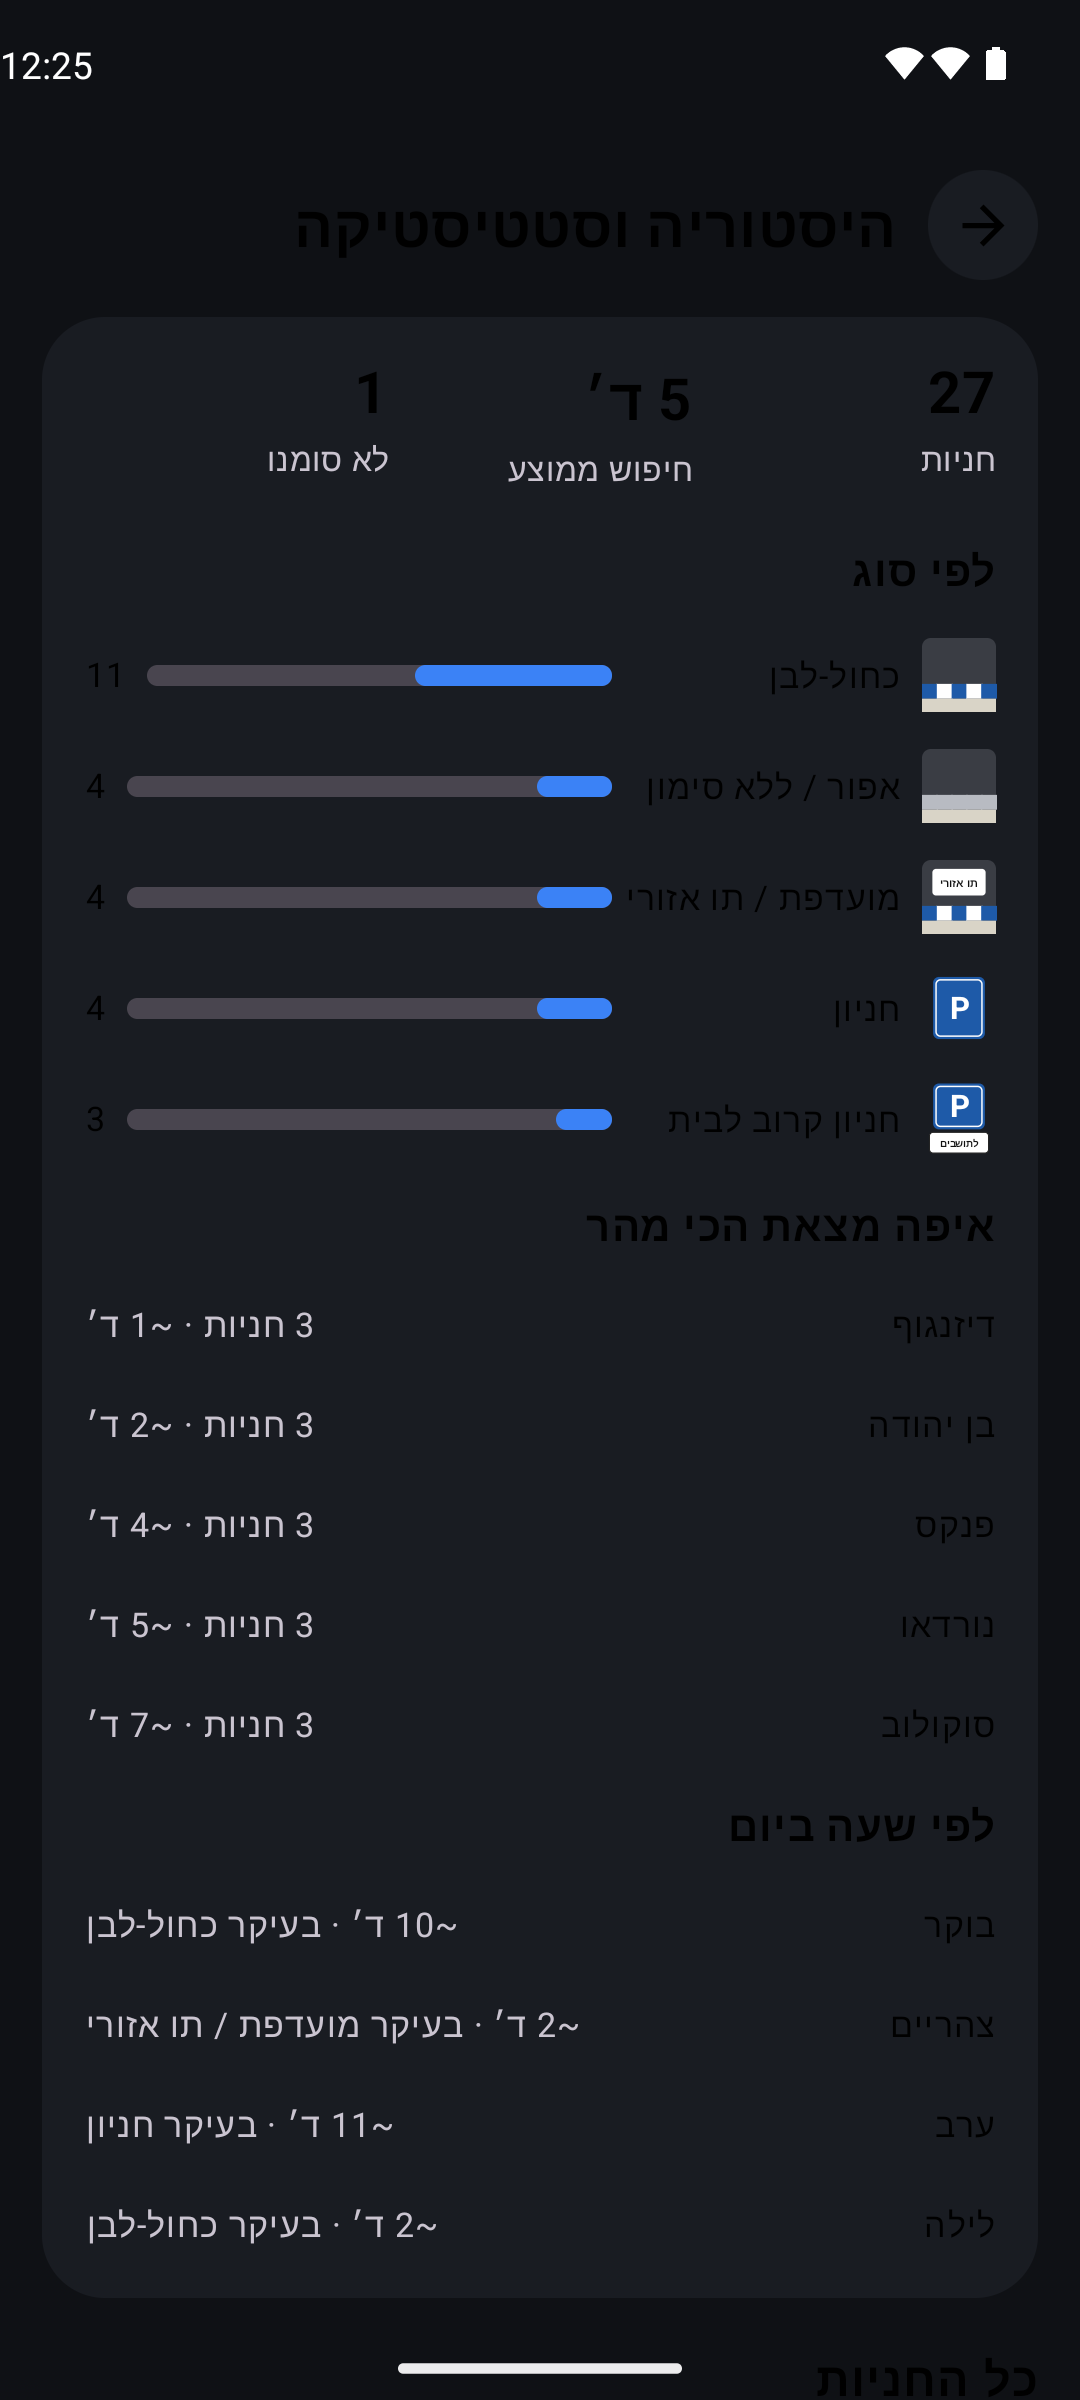 12:25
היסטוריה וסטטיסטיקה
27
חניות
5 ד׳
חיפוש ממוצע
1
לא סומנו
לפי סוג
כחול-לבן 11
אפור / ללא סימון 4
תו אזורי
מועדפת / תו אזורי 4
P
חניון 4
P
לתושבים
חניון קרוב לבית 3
איפה מצאת הכי מהר
דיזנגוף 3 חניות · ~1 ד׳
בן יהודה 3 חניות · ~2 ד׳
פנקס 3 חניות · ~4 ד׳
נורדאו 3 חניות · ~5 ד׳
סוקולוב 3 חניות · ~7 ד׳
לפי שעה ביום
בוקר ~10 ד׳ · בעיקר כחול-לבן
צהריים ~2 ד׳ · בעיקר מועדפת / תו אזורי
ערב ~11 ד׳ · בעיקר חניון
לילה ~2 ד׳ · בעיקר כחול-לבן
כל החניות